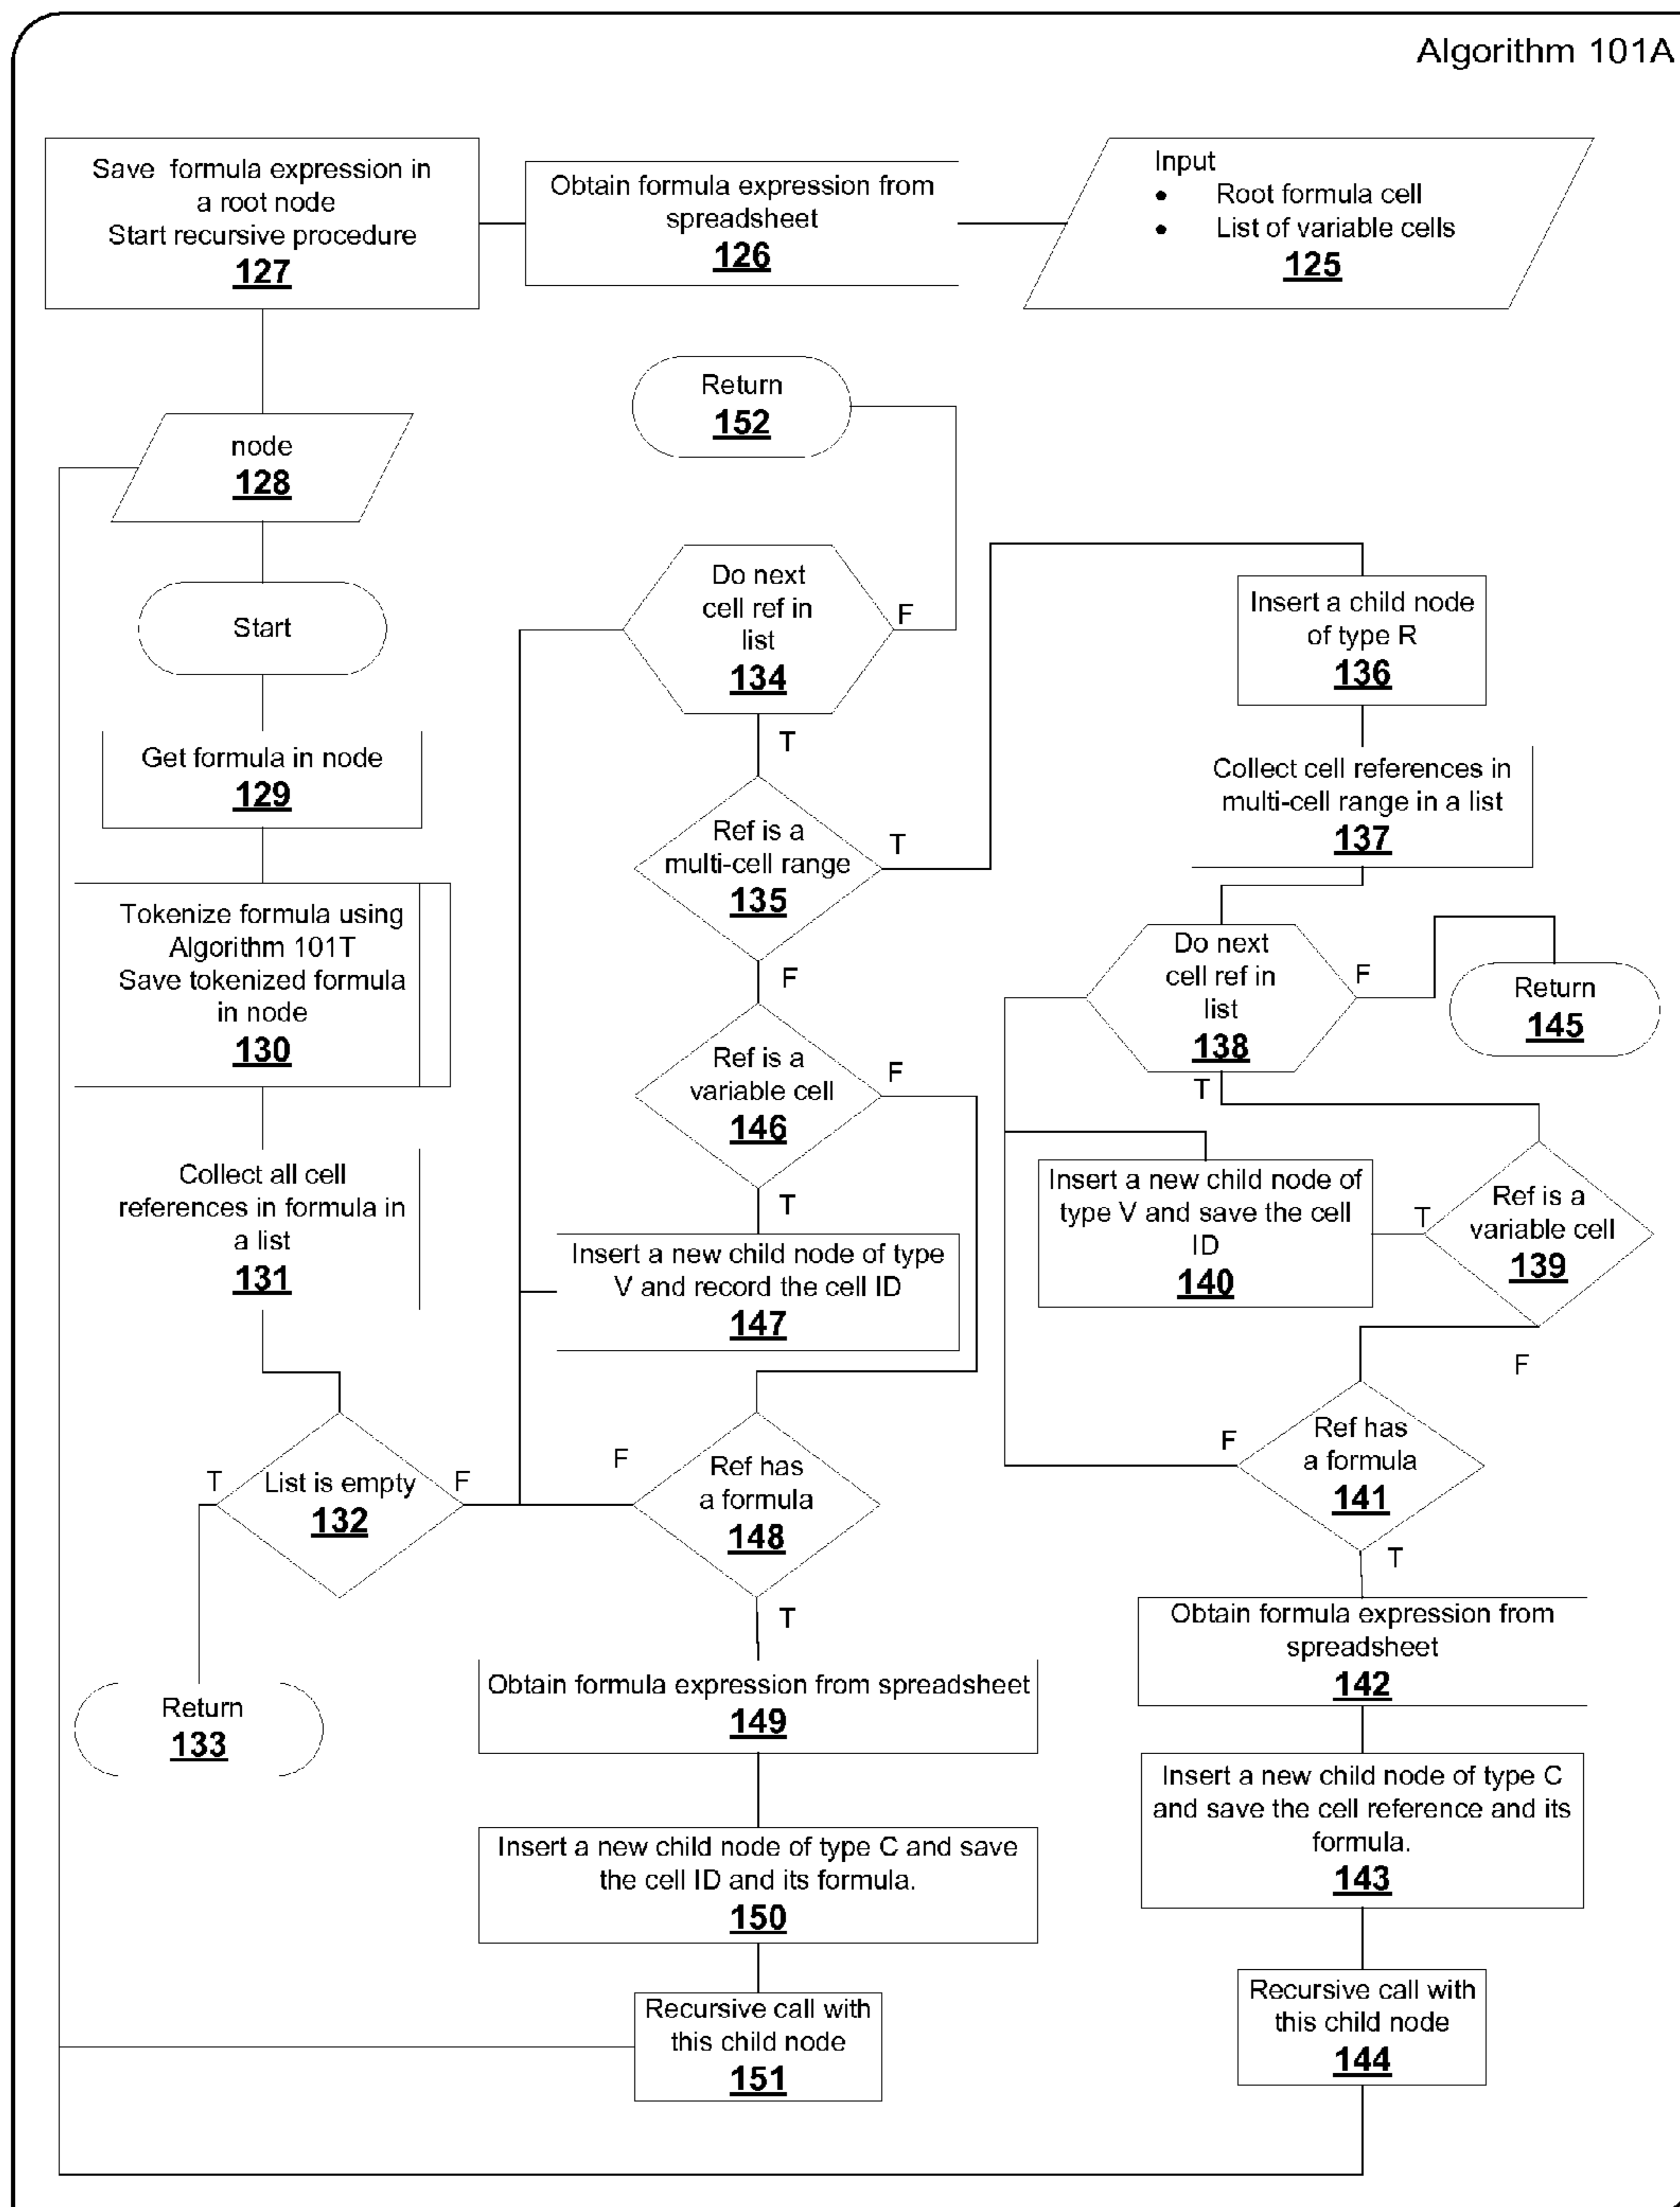 Algorithm 101A
Save formula expression in
a root node
Start recursive procedure
127
Obtain formula expression from
spreadsheet
126
Input
• Root formula cell
• List of variable cells
125
Return
152
node
128
Start
Get formula in node
129
Tokenize formula using
Algorithm 101T
Save tokenized formula
in node
130
Collect all cell
references in formula in
a list
131
T
List is empty
F
132
Return
133
Do next
cell ref in
list
F
134
T
Ref is a
multi-cell range
T
135
F
Ref is a
variable cell
F
146
T
Insert a new child node of type
V and record the cell ID
147
F
Ref has
a formula
148
T
Obtain formula expression from spreadsheet
149
Insert a new child node of type C and save
the cell ID and its formula.
150
Recursive call with
this child node
151
Insert a child node
of type R
136
Collect cell references in
multi-cell range in a list
137
Do next
cell ref in
list
F
138
T
Return
145
Insert a new child node of
type V and save the cell
ID
140
T
Ref is a
variable cell
139
F
F
Ref has
a formula
141
T
Obtain formula expression from
spreadsheet
142
Insert a new child node of type C
and save the cell reference and its
formula.
143
Recursive call with
this child node
144